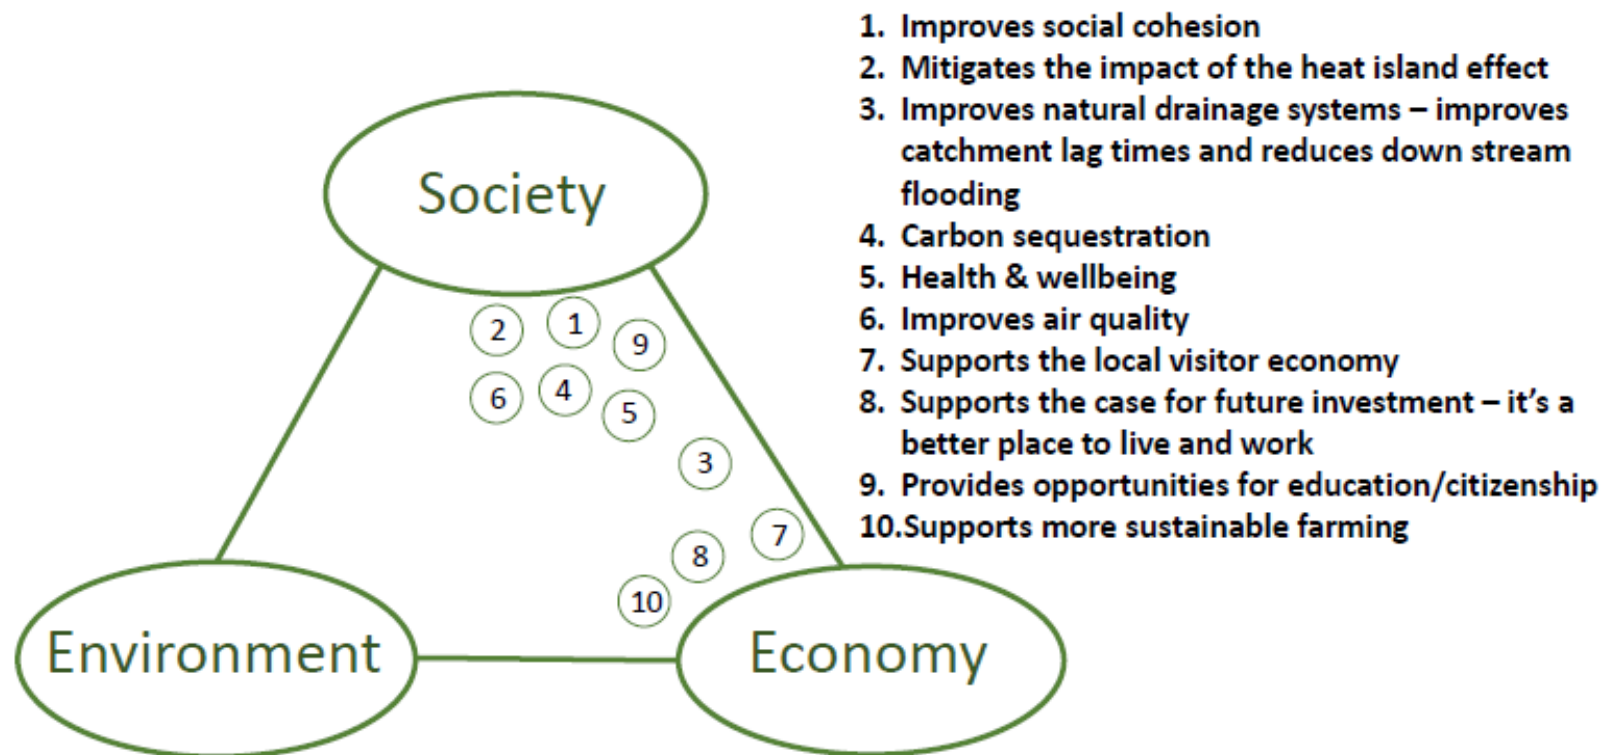 1. Improves social cohesion
2. Mitigates the impact of the heat island effect
3. Improves natural drainage systems – improves
catchment lag times and reduces down stream
flooding
4. Carbon sequestration
5. Health & wellbeing
6. Improves air quality
7. Supports the local visitor economy
8. Supports the case for future investment – it's a
better place to live and work
9. Provides opportunities for education/citizenship
10.Supports more sustainable farming
Society
2 1 9
6 4 5
3
7
8
10
Environment
Economy